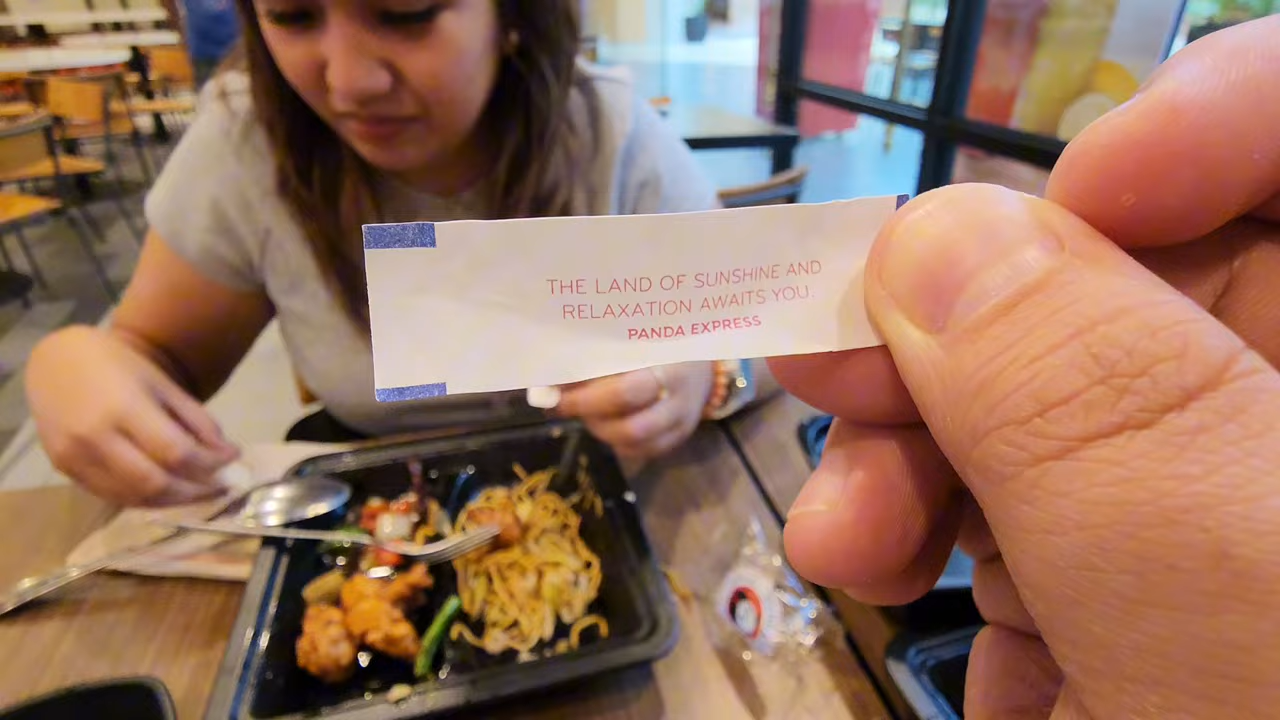 THE LAND OF SUNSHINE AND
RELAXATION AWAITS YOU.
PANDA EXPRESS